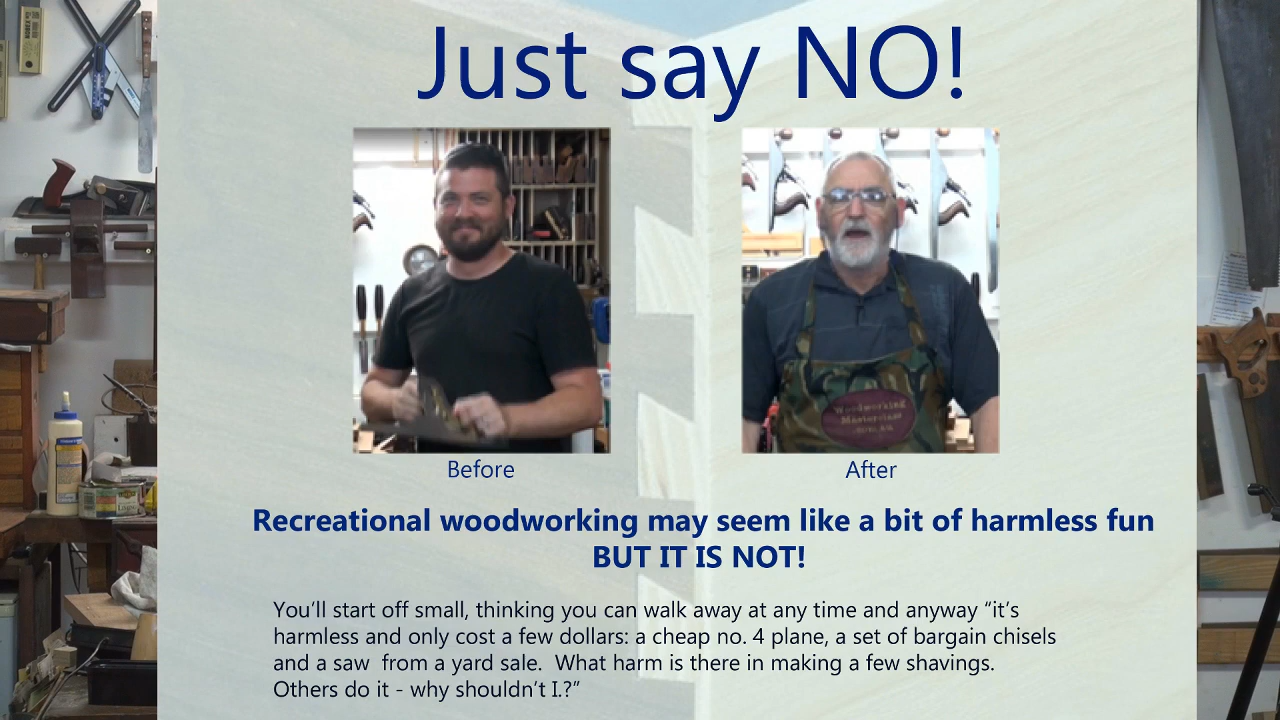 Just say NO!
Woodworking
Masterclass
Before
After
Recreational woodworking may seem like a bit of harmless fun
BUT IT IS NOT!
You’ll start off small, thinking you can walk away at any time and anyway “it’s
harmless and only cost a few dollars: a cheap no. 4 plane, a set of bargain chisels
and a saw  from a yard sale.  What harm is there in making a few shavings.
Others do it - why shouldn’t I.?”